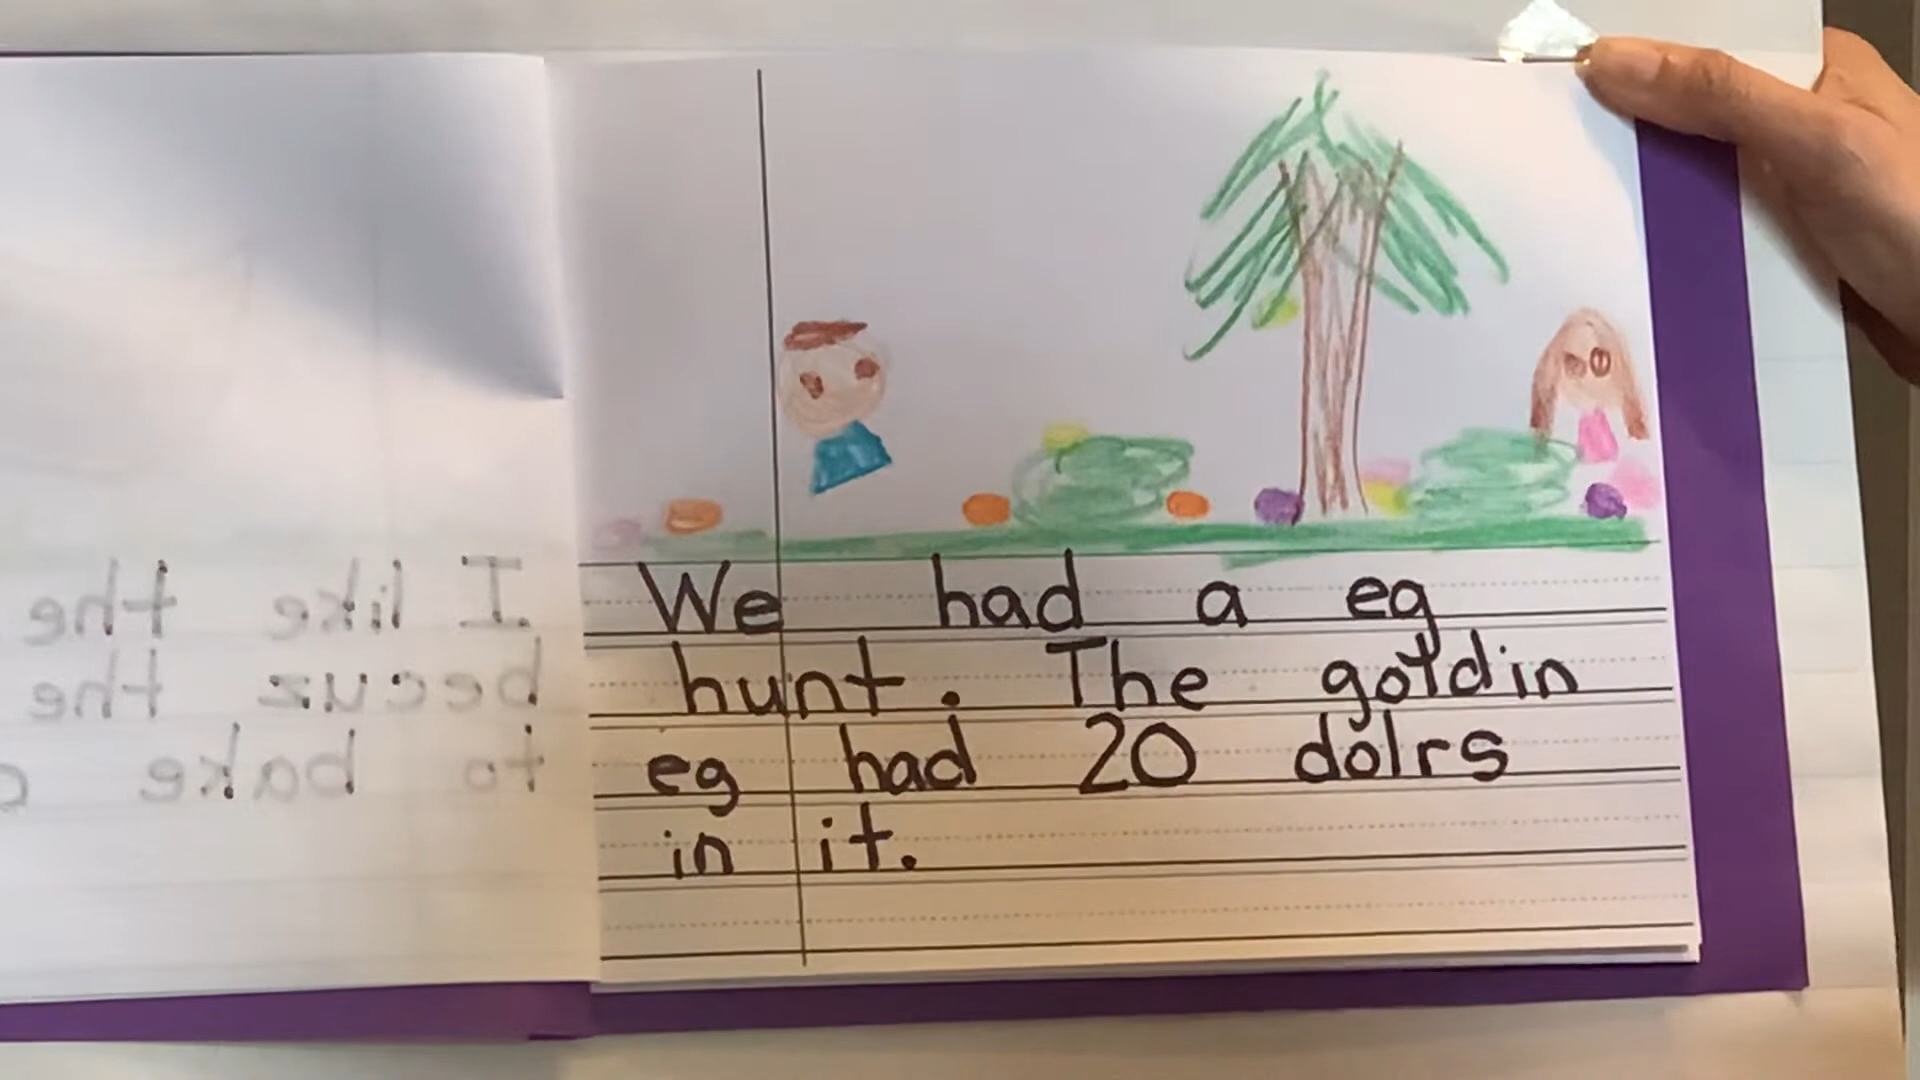 We had a eg
hunt. The goldin
eg had 20 dolrs
in it.
I like the
becuz the
to bake